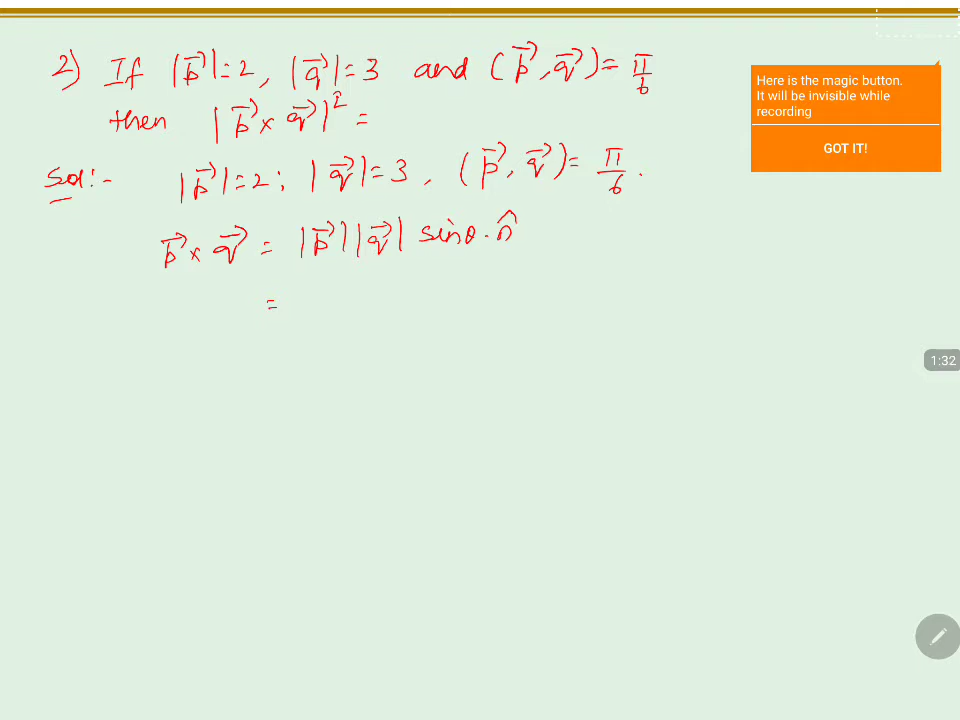 2) If |p⃗|=2, |q⃗|=3 and (p⃗, q⃗)= π/6
then |p⃗ × q⃗|² =
Sol:- |p⃗|=2; |q⃗|=3, (p⃗, q⃗)= π/6.
p⃗ × q⃗ = |p⃗||q⃗| sinθ. n̂
=
Here is the magic button.
It will be invisible while
recording
GOT IT!
1:32